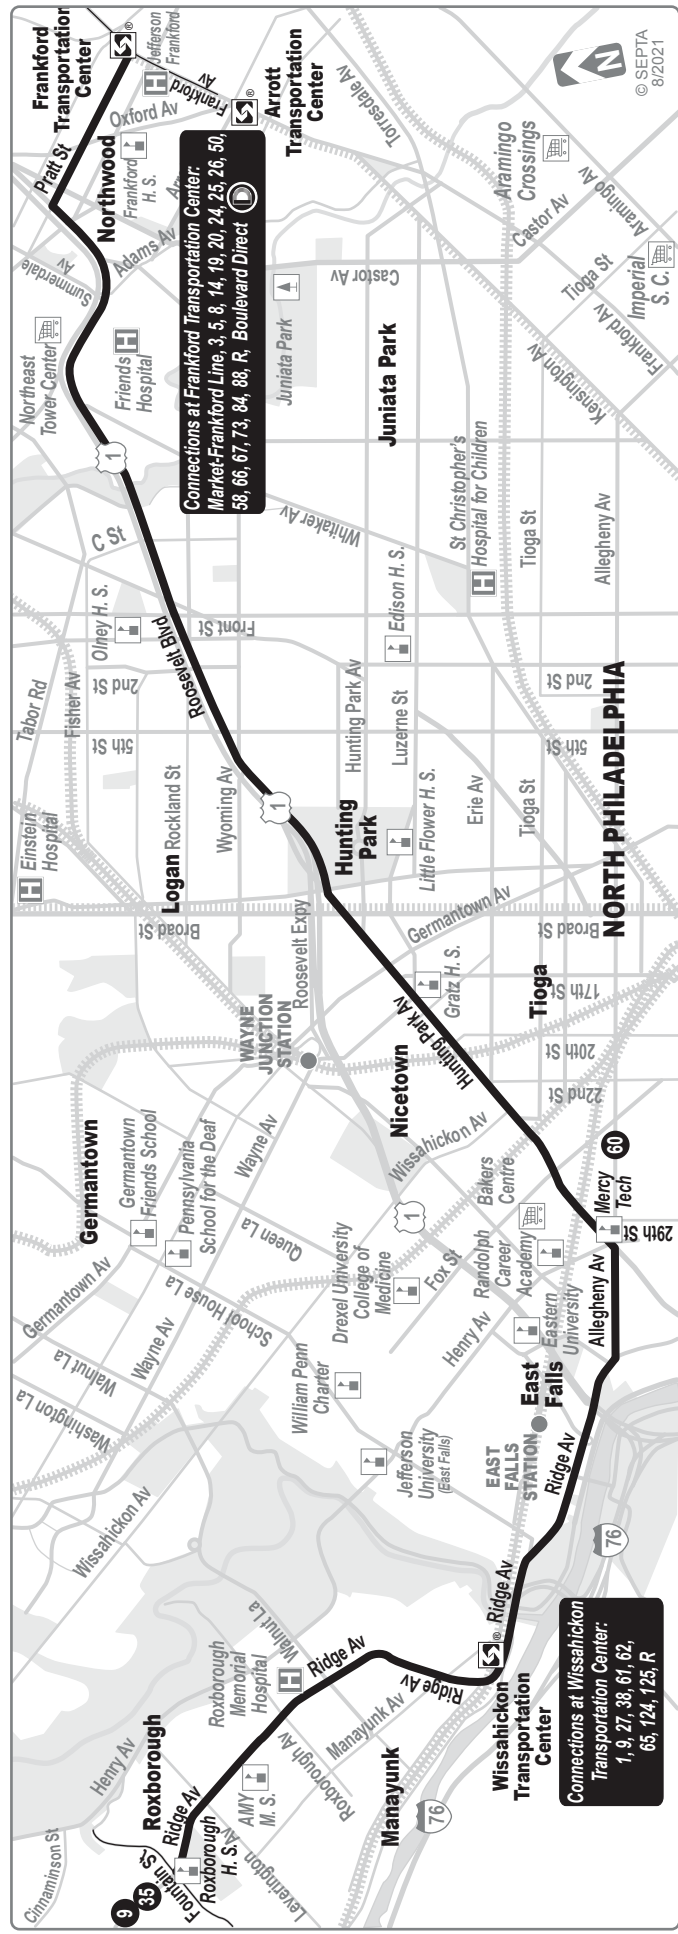 Frankford
Transportation
Center
Jefferson
Frankford
Frankford
Av
Arrott
Transportation
Center
Torresdale Av
© SEPTA
8/2021
N
Pratt St
Oxford Av
Northwood
Frankford
H. S.
Adams Av
Arr
Summerdale
Av
Connections at Frankford Transportation Center:
Market-Frankford Line, 3, 5, 8, 14, 19, 20, 24, 25, 26, 50,
58, 66, 67, 73, 84, 88, R, Boulevard Direct D
Aramingo
Crossings
Aramingo Av
Castor Av
Castor Av
Tioga St
Imperial
S. C.
Frankford Av
Kensington Av
Northeast
Tower Center
Friends
Hospital
H
Juniata Park
Juniata Park
1
C St
Whitaker Av
St Christopher's
Hospital for Children
H
Tioga St
Allegheny Av
Olney H. S.
Edison H. S.
Roosevelt Blvd
Front St
Tabor Rd
Fisher Av
2nd St
2nd St
5th St
5th St
Hunting Park Av
Luzerne St
Rockland St
Logan
Wyoming Av
1
Hunting
Park
Little Flower H. S.
Erie Av
Tioga St
NORTH PHILADELPHIA
Einstein
Hospital
H
Broad St
Broad St
Roosevelt Expy
Germantown Av
Gratz H. S.
17th St
Tioga
20th St
22nd St
WAYNE
JUNCTION
STATION
Hunting Park Av
Nicetown
Wissahickon Av
Germantown
Germantown
Friends School
Pennsylvania
School for the Deaf
Wayne Av
Queen La
1
Bakers
Centre
60
Mercy
Tech
29th St
Drexel University
College of
Medicine
Fox St
Randolph
Career
Academy
Eastern
University
Allegheny Av
Germantown Av
School House La
Wayne Av
Walnut La
Washington La
Henry Av
William Penn
Charter
East
Falls
Jefferson
University
(East Falls)
EAST
FALLS
STATION
Ridge Av
76
Wissahickon Av
Ridge Av
Walnut La
Roxborough
Memorial
Hospital
H
Ridge Av
Ridge Av
Wissahickon
Transportation
Center
Connections at Wissahickon
Transportation Center:
1, 9, 27, 38, 61, 62,
65, 124, 125, R
Manayunk Av
Roxborough Av
Manayunk
76
Henry Av
Roxborough
Ridge Av
AMY
M. S.
Roxborough
H. S.
Leverington Av
Fountain St
Cinnaminson St
9
35